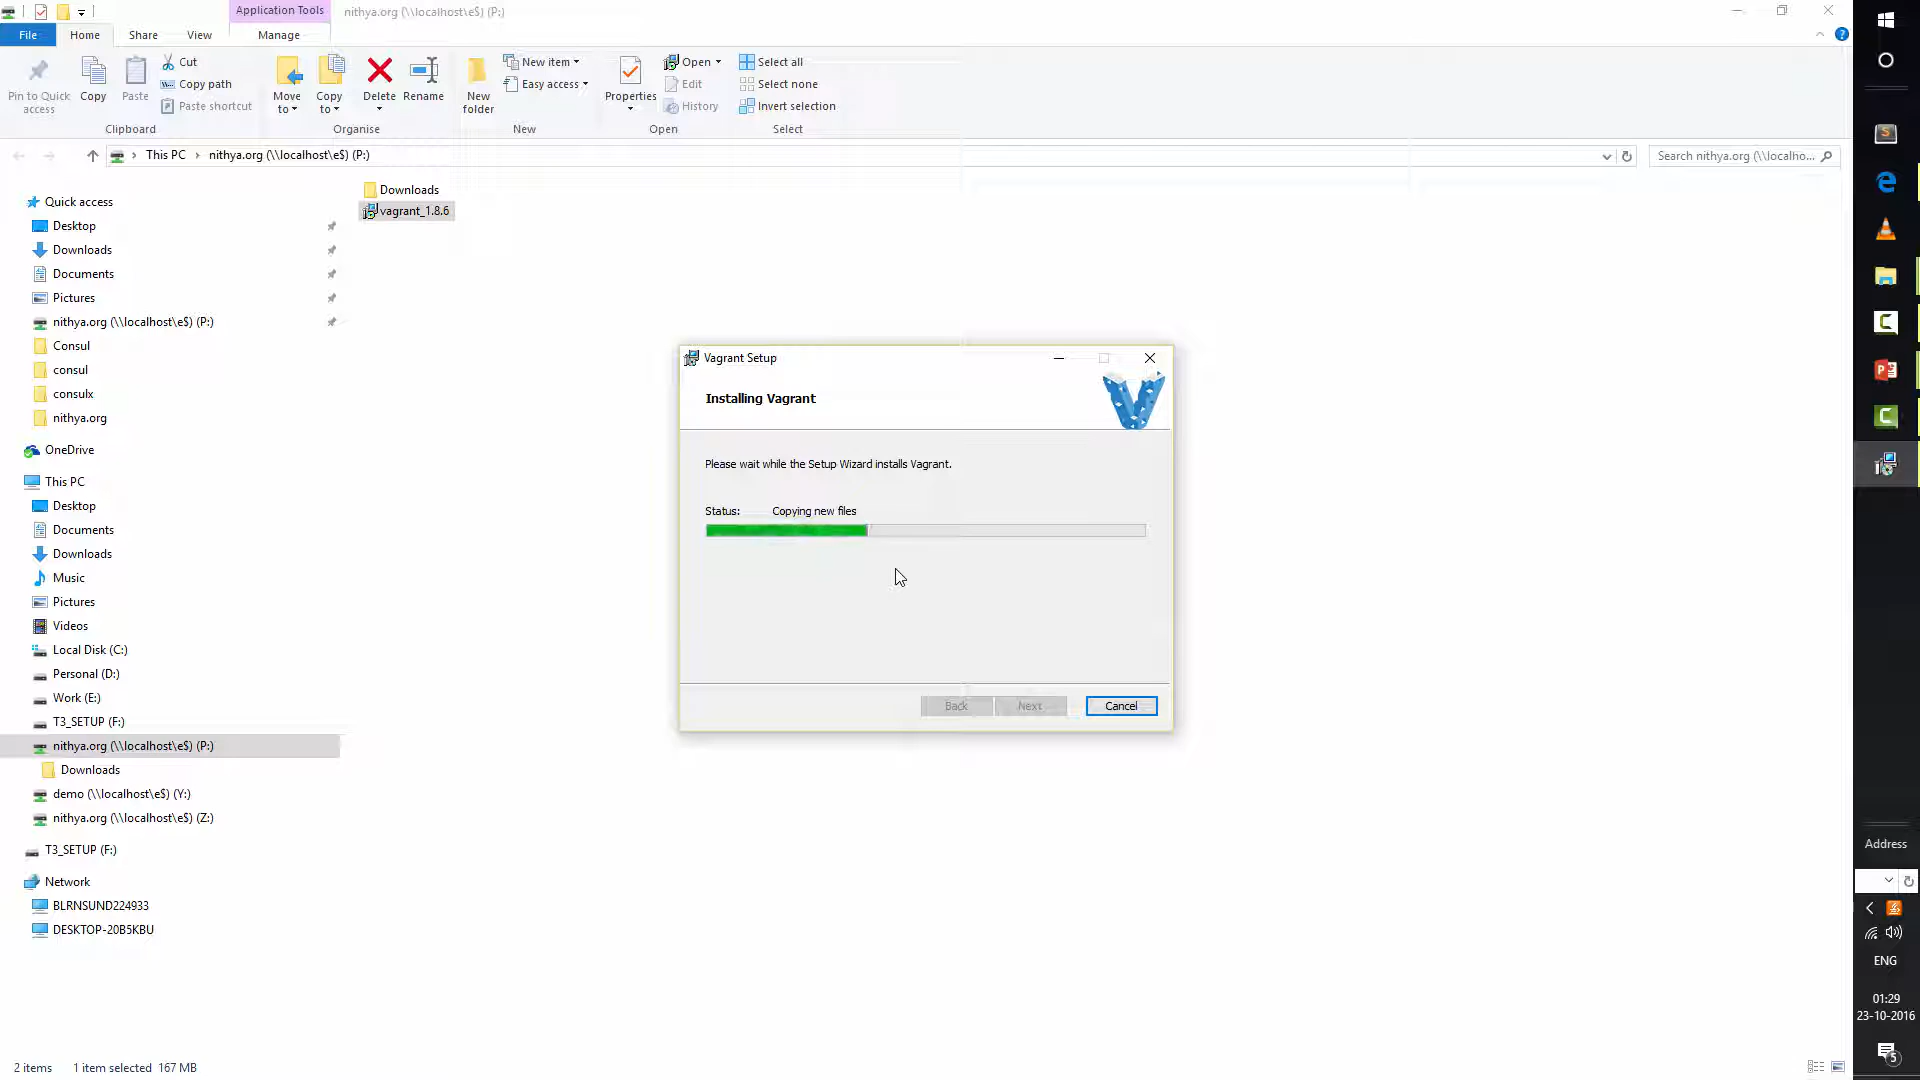 Application Tools
nithya.org (\\localhost\e$) (P:)
File
Home
Share
View
Manage
Pin to Quick
access
Copy
Paste
Cut
Copy path
Paste shortcut
Clipboard
Move
to
Copy
to
Delete
Rename
Organise
New
folder
New item
Easy access
New
Properties
Open
Edit
History
Open
Select all
Select none
Invert selection
Select
This PC
nithya.org (\\localhost\e$) (P:)
Search nithya.org (\\localho...
Quick access
Desktop
Downloads
Documents
Pictures
nithya.org (\\localhost\e$) (P:)
Consul
consul
consulx
nithya.org
OneDrive
This PC
Desktop
Documents
Downloads
Music
Pictures
Videos
Local Disk (C:)
Personal (D:)
Work (E:)
T3_SETUP (F:)
nithya.org (\\localhost\e$) (P:)
Downloads
demo (\\localhost\e$) (Y:)
nithya.org (\\localhost\e$) (Z:)
T3_SETUP (F:)
Network
BLRNSUND224933
DESKTOP-20B5KBU
Downloads
vagrant_1.8.6
Vagrant Setup
Installing Vagrant
Please wait while the Setup Wizard installs Vagrant.
Status: Copying new files
Back
Next
Cancel
Address
ENG
01:29
23-10-2016
5
2 items
1 item selected 167 MB